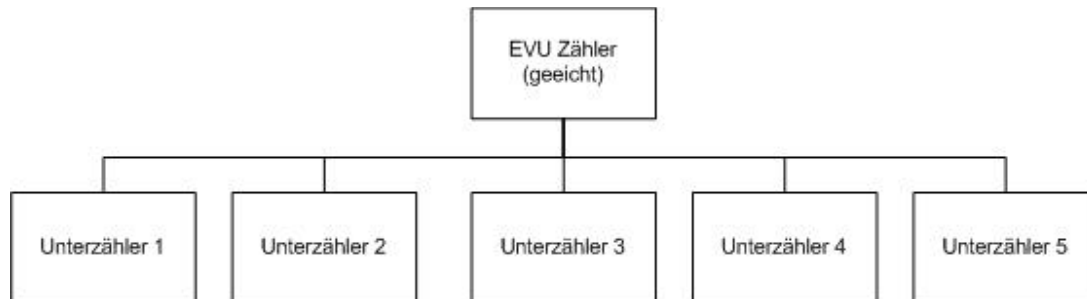 EVU Zähler
(geeicht)
Unterzähler 1
Unterzähler 2
Unterzähler 3
Unterzähler 4
Unterzähler 5